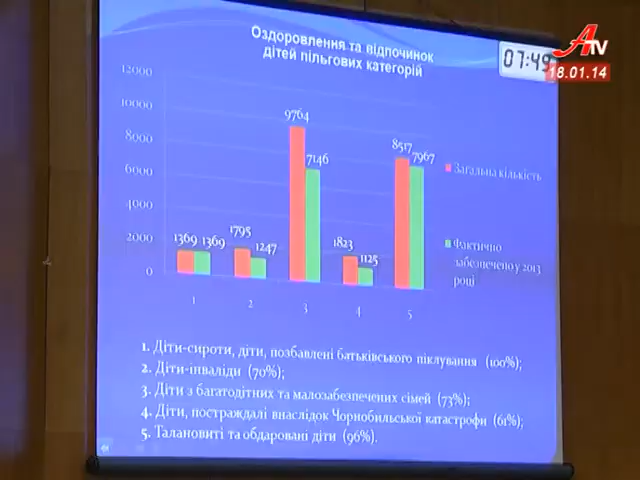 Оздоровлення та відпочинок
дітей пільгових категорій
07:49
ATV
18.01.14
12000
10000
8000
6000
4000
2000
0
1369
1369
1795
1247
9764
7146
1823
1125
8517
7967
1
2
3
4
5
Загальна кількість
Фактично
забезпечено у 2013
році
1. Діти-сироти, діти, позбавлені батьківського піклування (100%);
2. Діти-інваліди (70%);
3. Діти з багатодітних та малозабезпечених сімей (73%);
4. Діти, постраждалі внаслідок Чорнобильської катастрофи (61%);
5. Талановиті та обдаровані діти (96%).